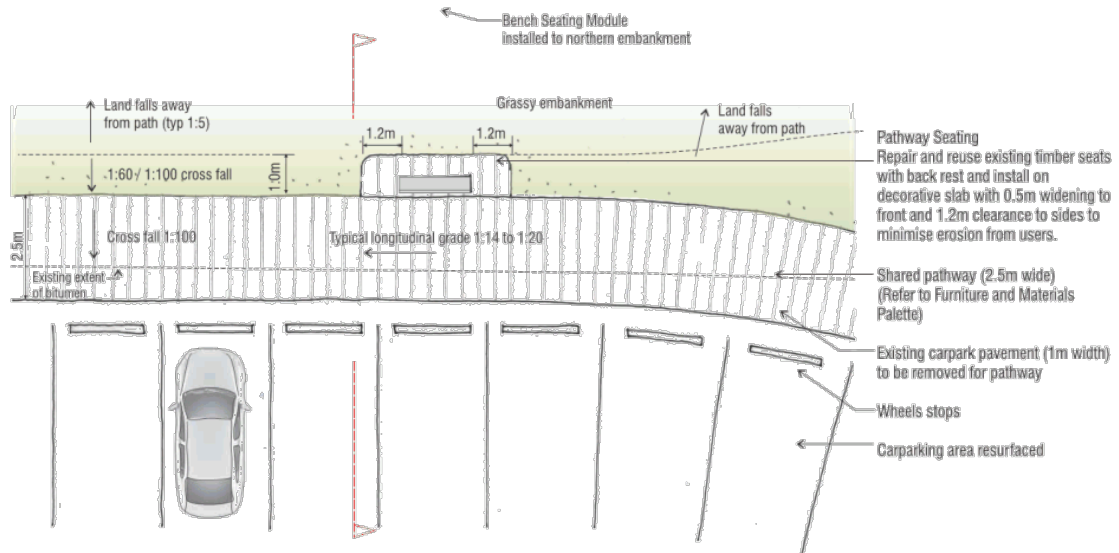 Bench Seating Module
installed to northern embankment
Land falls away
from path (typ 1:5)
Grassy embankment
Land falls
away from path
1.2m
1.2m
1.0m
1:60 / 1:100 cross fall
Pathway Seating
Repair and reuse existing timber seats
with back rest and install on
decorative slab with 0.5m widening to
front and 1.2m clearance to sides to
minimise erosion from users.
2.5m
Cross fall 1:100
Typical longitudinal grade 1:14 to 1:20
Existing extent
of bitumen
Shared pathway (2.5m wide)
(Refer to Furniture and Materials
Palette)
Existing carpark pavement (1m width)
to be removed for pathway
Wheels stops
Carparking area resurfaced